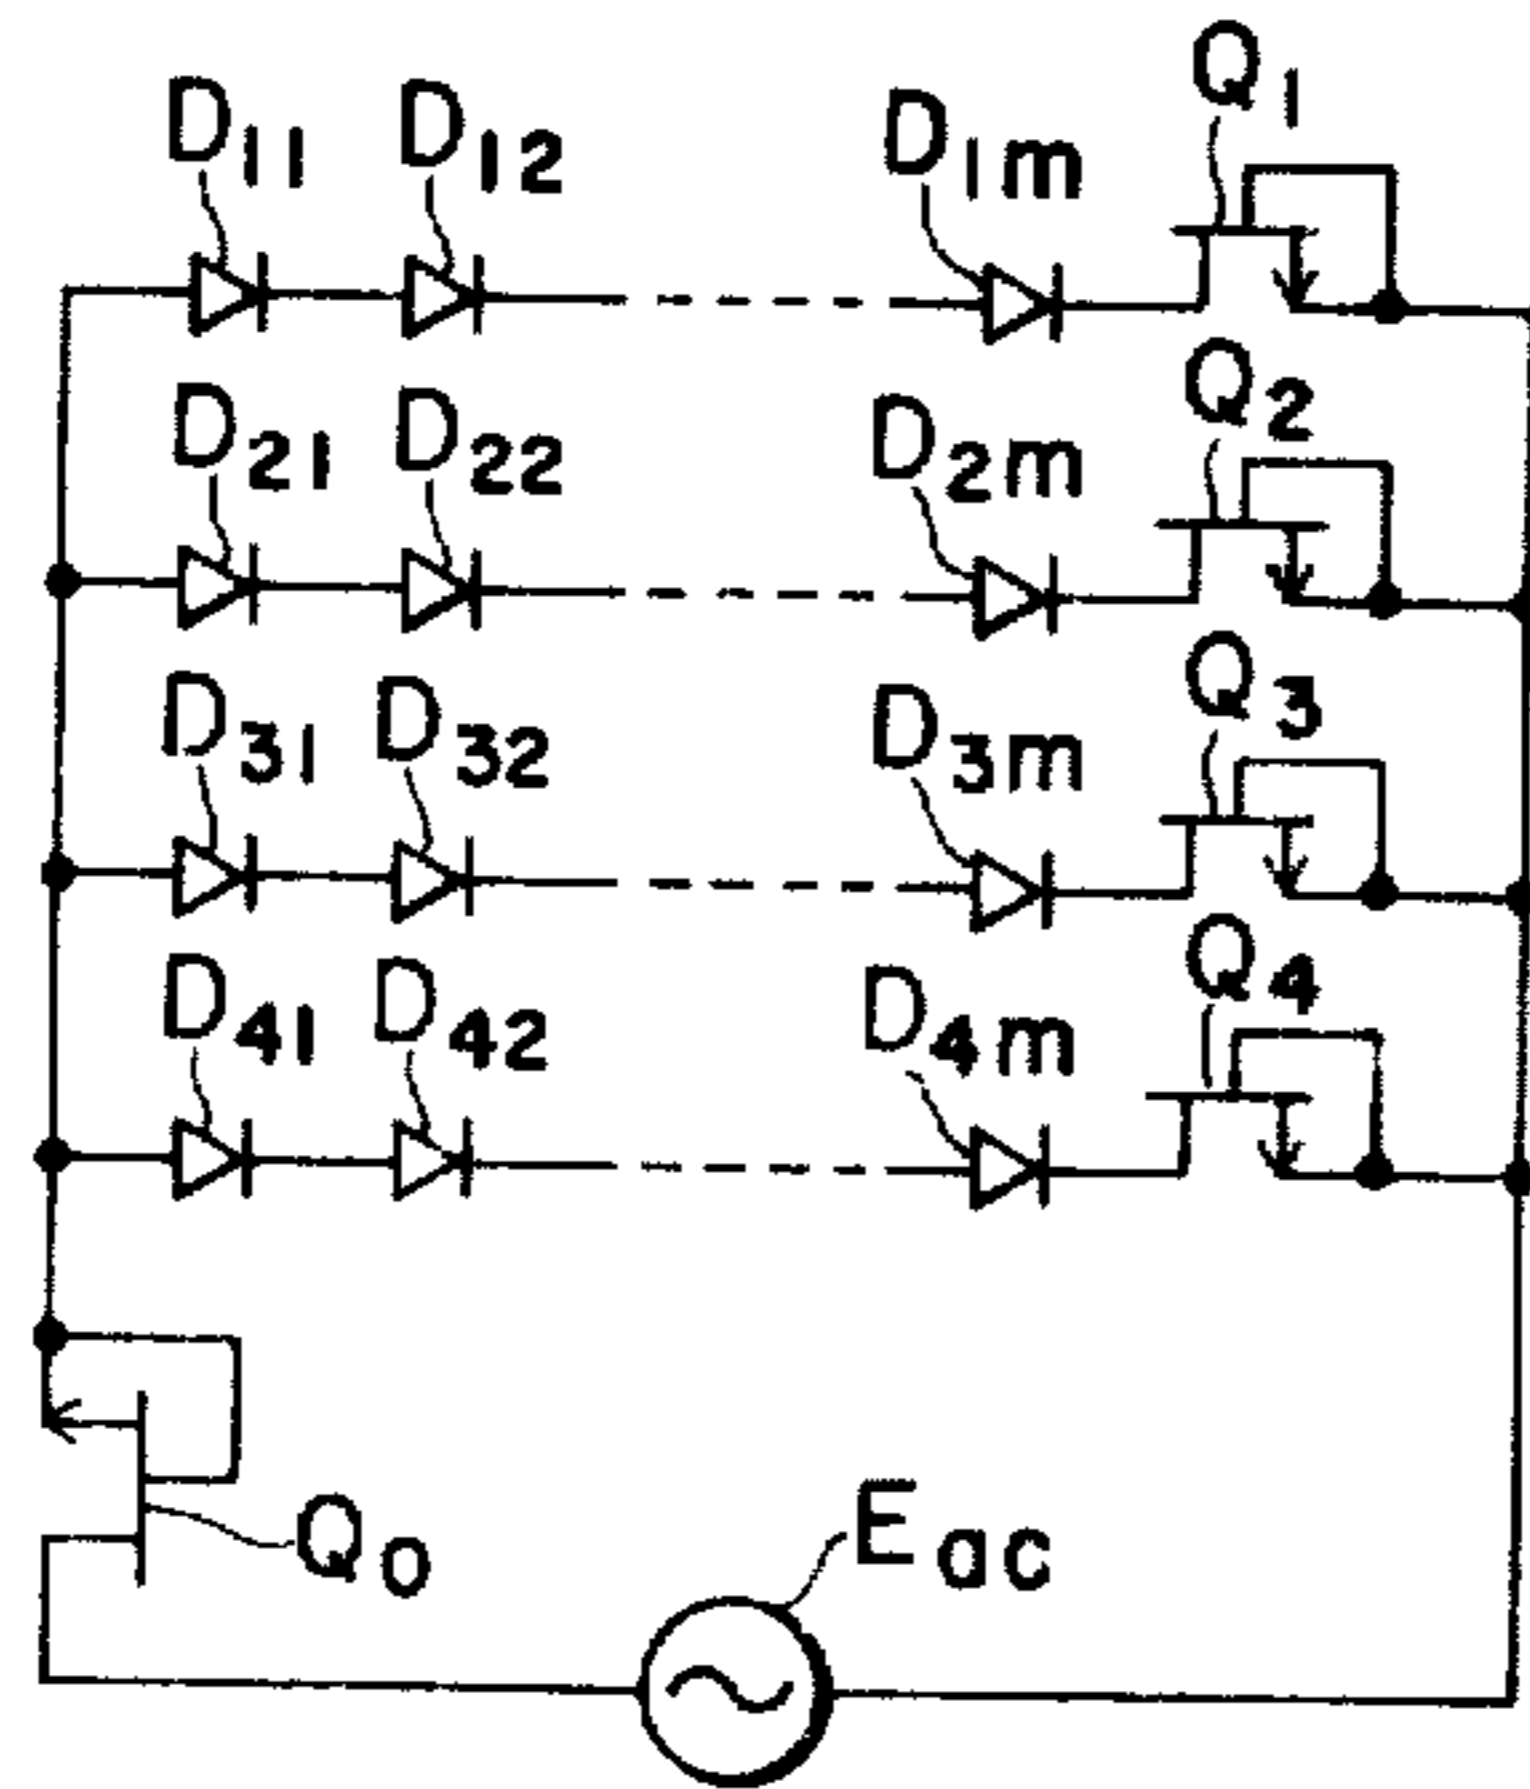 Q1
D11 D12 D1m
Q2
D21 D22 D2m
Q3
D31 D32 D3m
Q4
D41 D42 D4m
Q0
Eac